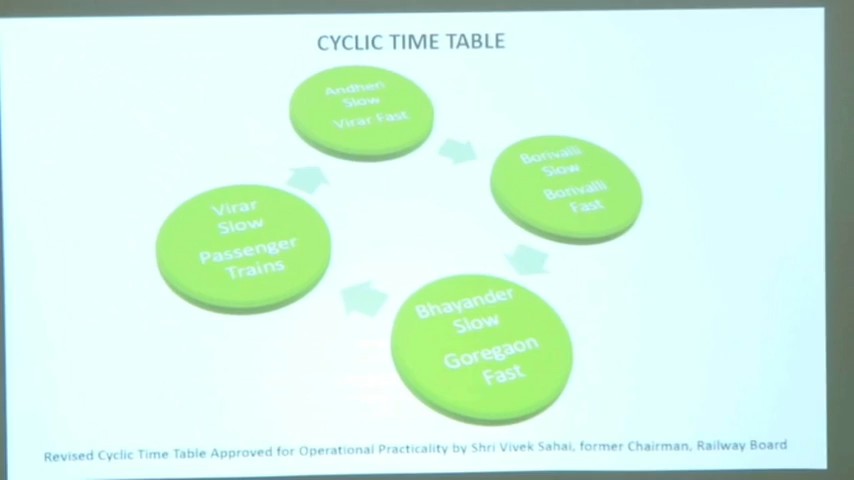 CYCLIC TIME TABLE
Andheri
Slow
Virar Fast
Borivalli
Slow
Borivalli
Fast
Bhayander
Slow
Goregaon
Fast
Virar
Slow
Passenger
Trains
Revised Cyclic Time Table Approved for Operational Practicality by Shri Vivek Sahai, former Chairman, Railway Board